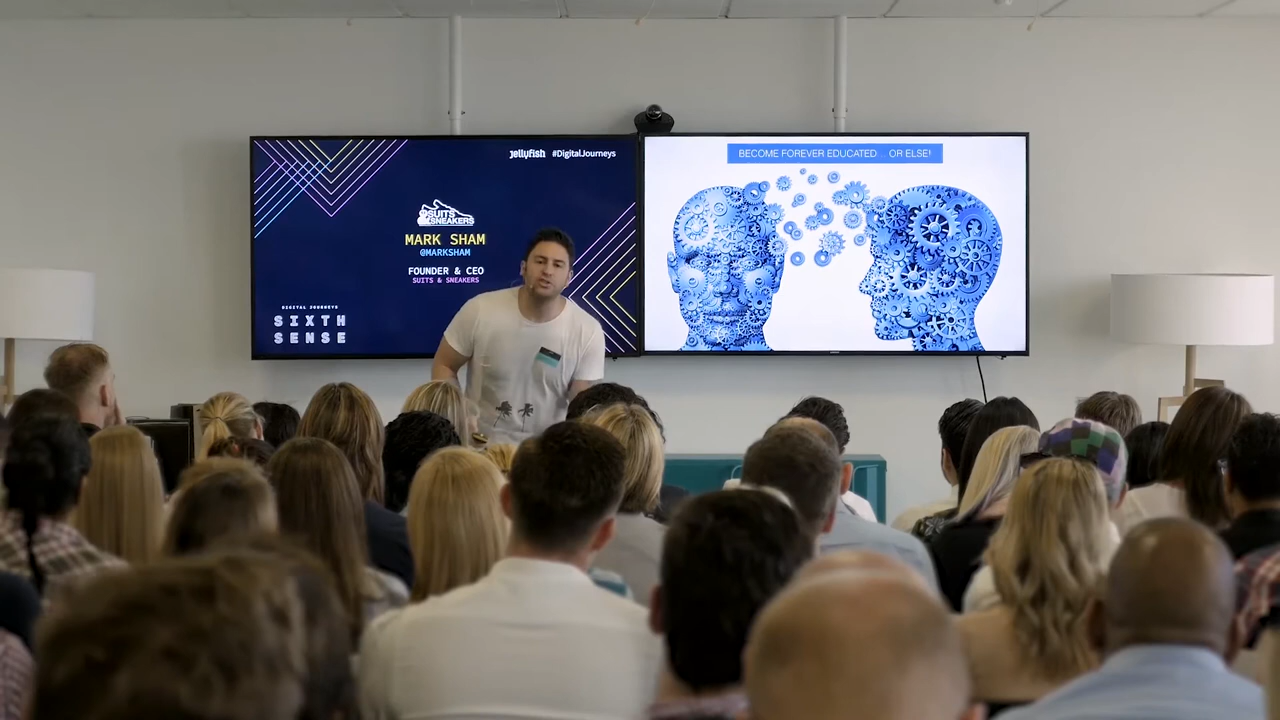 jellyfish #DigitalJourneys
SUITS
SNEAKERS
MARK SHAM
@MARKSHAM
FOUNDER & CEO
SUITS & SNEAKERS
DIGITAL JOURNEYS
SIXTH
SENSE
BECOME FOREVER EDUCATED... OR ELSE!